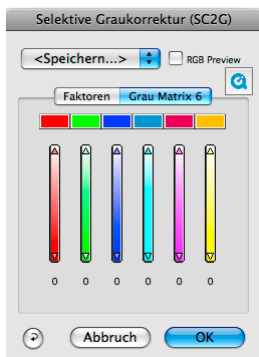 Selektive Graukorrektur (SC2G)
<Speichern...>
RGB Preview
Faktoren Grau Matrix 6
0 0 0 0 0 0
Abbruch OK